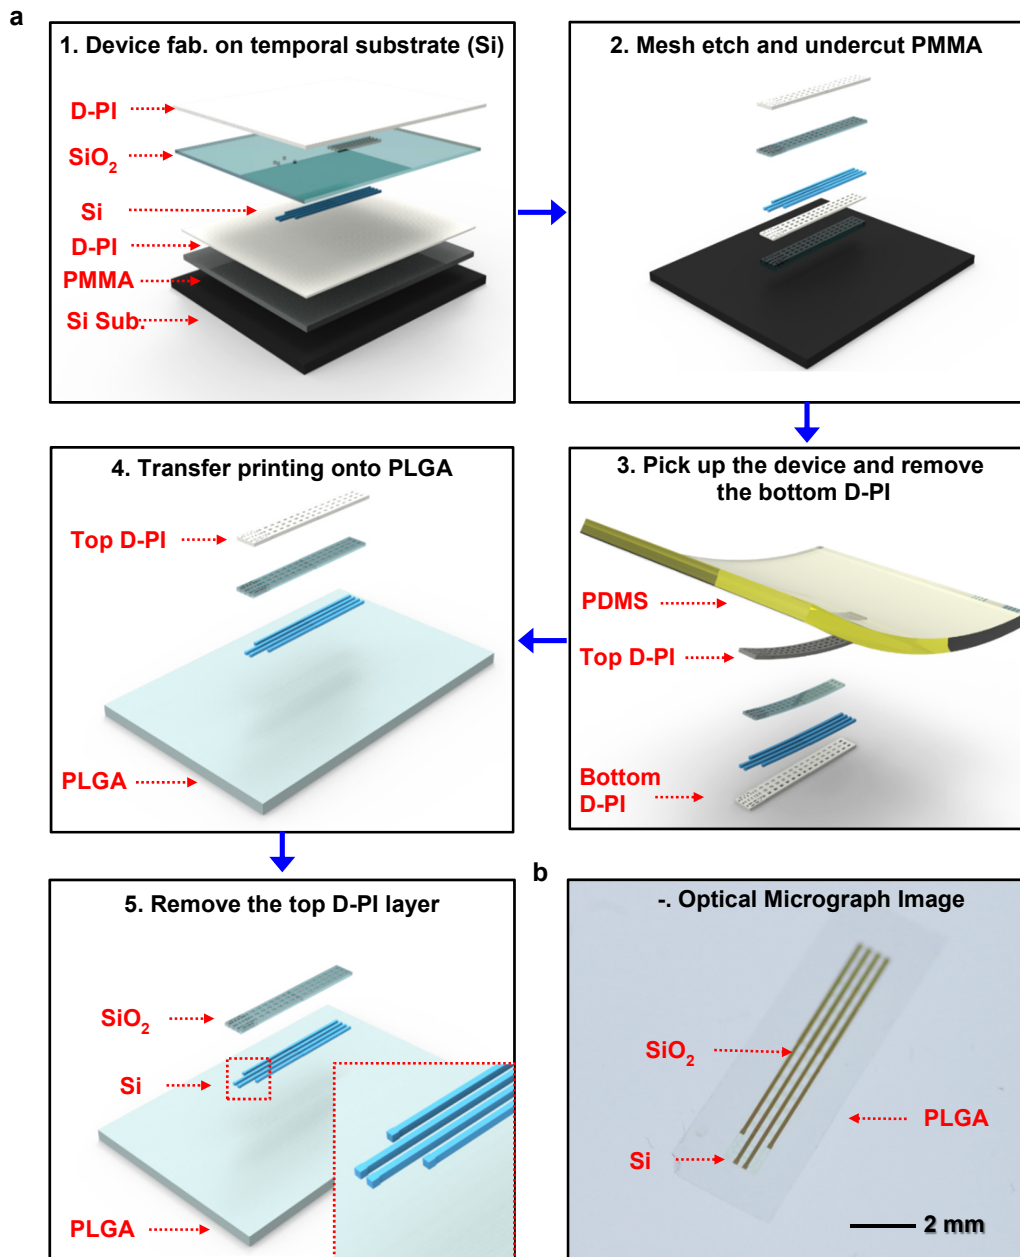 a
1. Device fab. on temporal substrate (Si)
D-PI
SiO2
Si
D-PI
PMMA
Si Sub.
2. Mesh etch and undercut PMMA
3. Pick up the device and remove
the bottom D-PI
PDMS
Top D-PI
Bottom
D-PI
4. Transfer printing onto PLGA
Top D-PI
PLGA
5. Remove the top D-PI layer
SiO2
Si
PLGA
b
-. Optical Micrograph Image
SiO2
PLGA
Si
2 mm